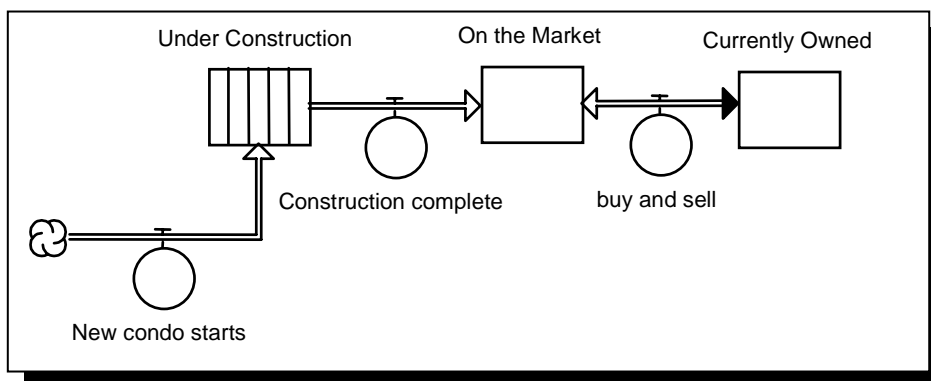 Under Construction
On the Market
Currently Owned
Construction complete
buy and sell
New condo starts